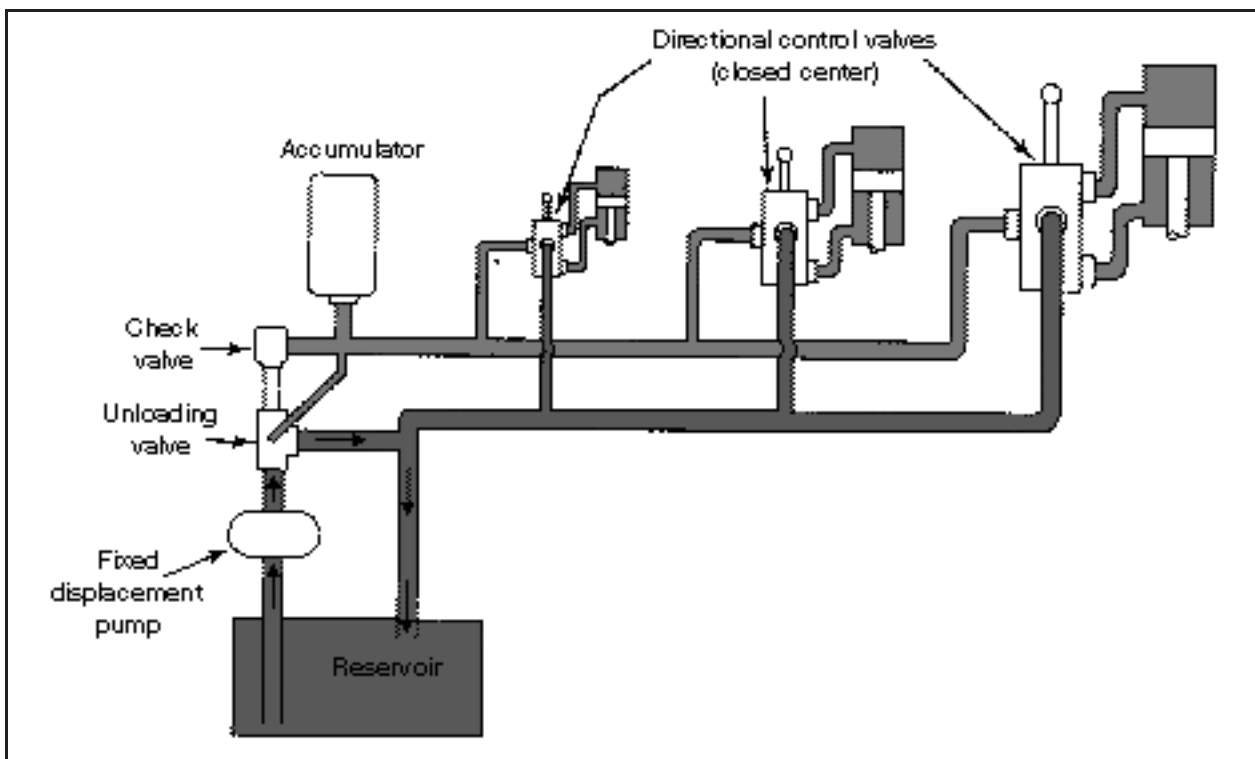 Directional control valves
(closed center)
Accumulator
Check
valve
Unloading
valve
Fixed
displacement
pump
Reservoir